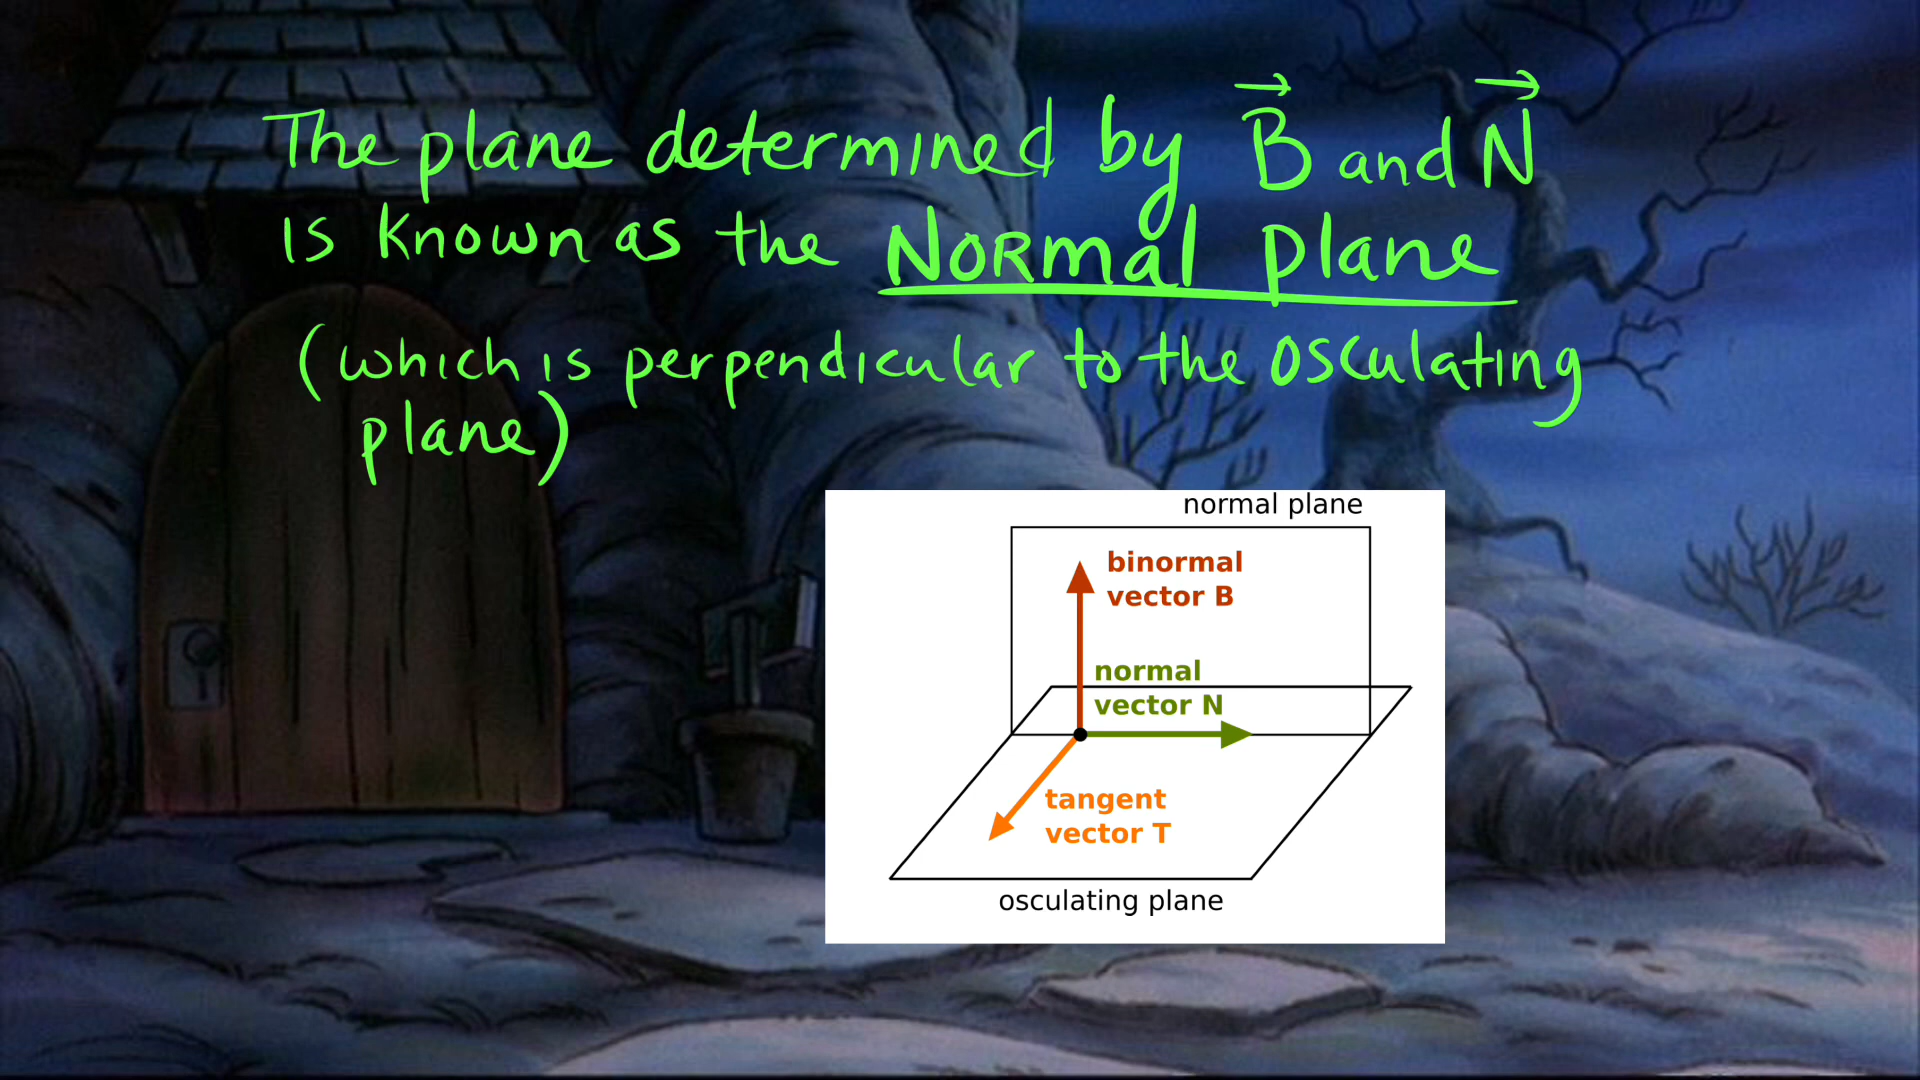 The plane determined by B and N
is known as the Normal plane
(which is perpendicular to the osculating
plane)
normal plane
binormal
vector B
normal
vector N
tangent
vector T
osculating plane